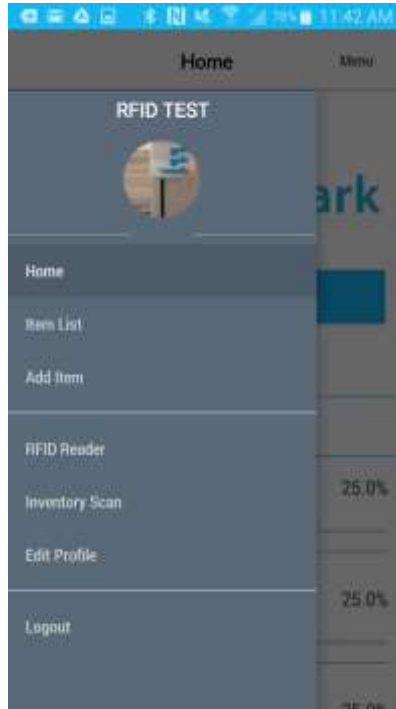 11:42 AM
Home
Menu
RFID TEST
ark
Home
Item List
Add Item
RFID Reader
25.0%
Inventory Scan
Edit Profile
25.0%
Logout